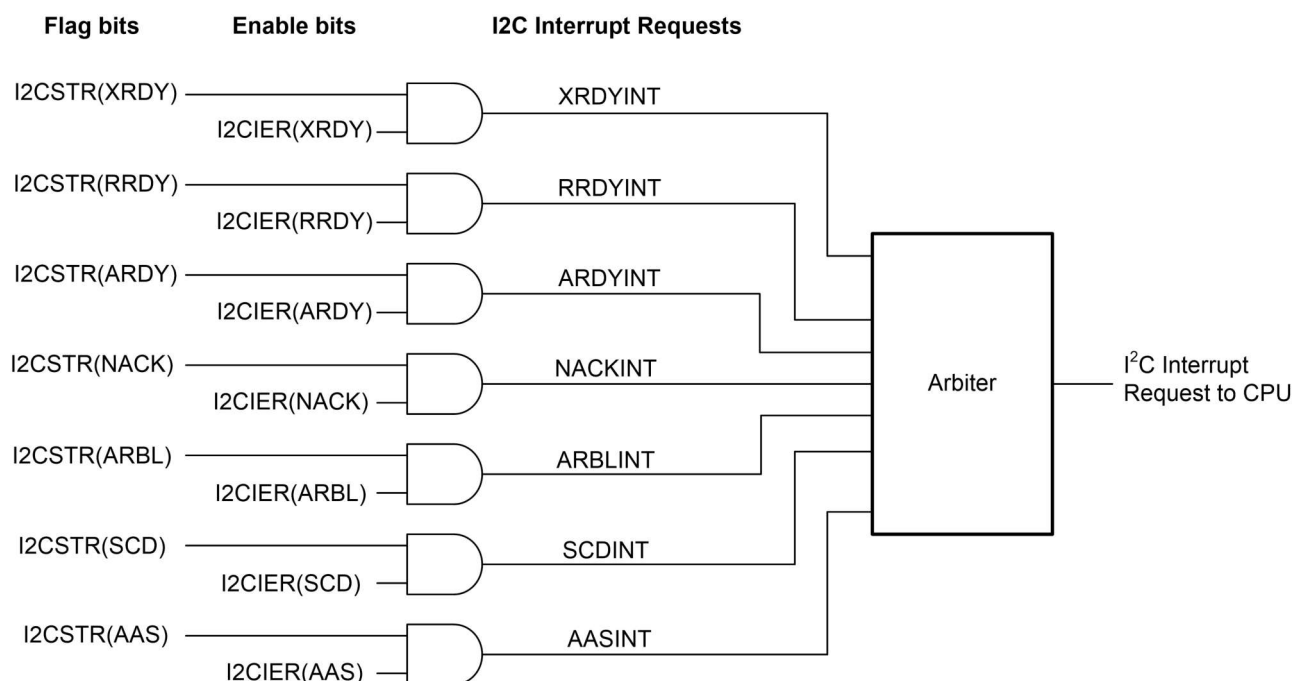 Flag bits Enable bits I2C Interrupt Requests
I2CSTR(XRDY)
XRDYINT
I2CIER(XRDY)
I2CSTR(RRDY)
RRDYINT
I2CIER(RRDY)
I2CSTR(ARDY)
ARDYINT
I2CIER(ARDY)
I2CSTR(NACK)
NACKINT
I2CIER(NACK)
Arbiter
I²C Interrupt
Request to CPU
I2CSTR(ARBL)
ARBLINT
I2CIER(ARBL)
I2CSTR(SCD)
SCDINT
I2CIER(SCD)
I2CSTR(AAS)
AASINT
I2CIER(AAS)